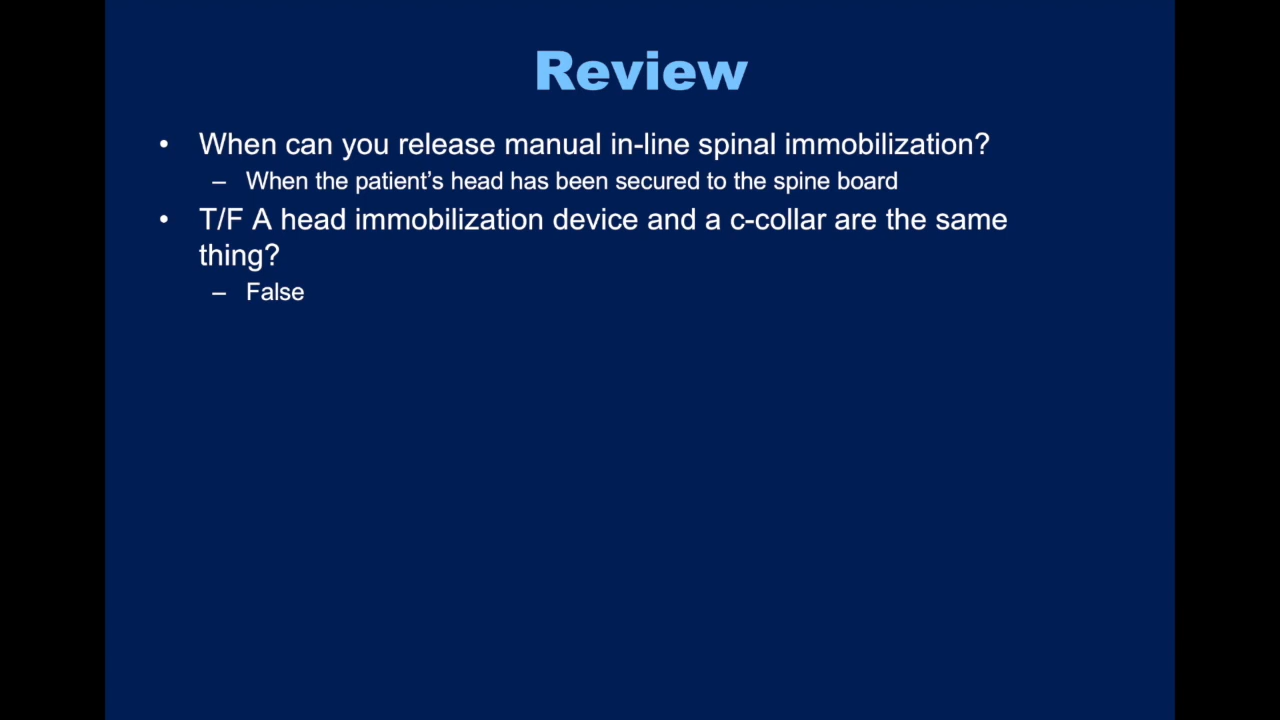 Review
• When can you release manual in-line spinal immobilization?
– When the patient’s head has been secured to the spine board
• T/F A head immobilization device and a c-collar are the same
thing?
– False